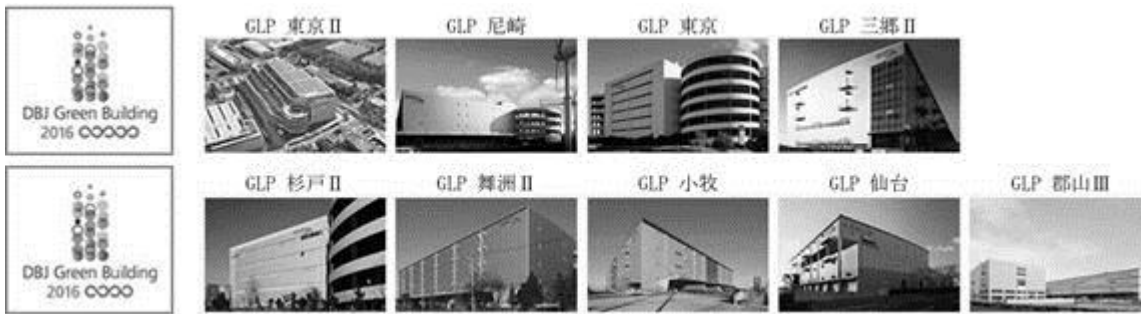 DBJ Green Building
2016
GLP 東京Ⅱ
GLP 尼崎
GLP 東京
GLP 三郷Ⅱ
DBJ Green Building
2016
GLP 杉戸Ⅱ
GLP 舞洲Ⅱ
GLP 小牧
GLP 仙台
GLP 郡山Ⅲ